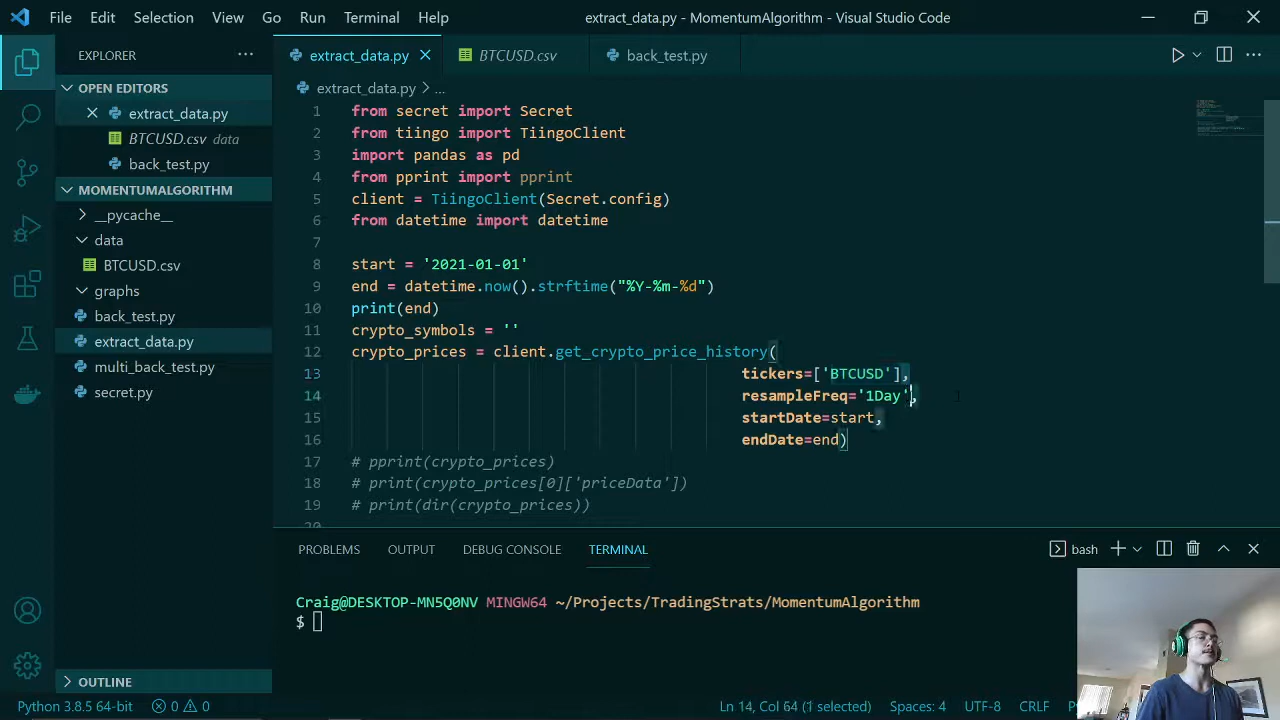 File Edit Selection View Go Run Terminal Help extract_data.py - MomentumAlgorithm - Visual Studio Code
EXPLORER
OPEN EDITORS
extract_data.py
BTCUSD.csv data
back_test.py
MOMENTUMALGORITHM
__pycache__
data
BTCUSD.csv
graphs
back_test.py
extract_data.py
multi_back_test.py
secret.py
OUTLINE
extract_data.py BTCUSD.csv back_test.py
extract_data.py > ...
1 from secret import Secret
2 from tiingo import TiingoClient
3 import pandas as pd
4 from pprint import pprint
5 client = TiingoClient(Secret.config)
6 from datetime import datetime
7
8 start = '2021-01-01'
9 end = datetime.now().strftime("%Y-%m-%d")
10 print(end)
11 crypto_symbols = ''
12 crypto_prices = client.get_crypto_price_history(
13 tickers=['BTCUSD'],
14 resampleFreq='1Day',
15 startDate=start,
16 endDate=end)
17 # pprint(crypto_prices)
18 # print(crypto_prices[0]['priceData'])
19 # print(dir(crypto_prices))
20
PROBLEMS OUTPUT DEBUG CONSOLE TERMINAL bash
Craig@DESKTOP-MN5Q0NV MINGW64 ~/Projects/TradingStrats/MomentumAlgorithm
$
Python 3.8.5 64-bit 0 0 Ln 14, Col 64 (1 selected) Spaces: 4 UTF-8 CRLF